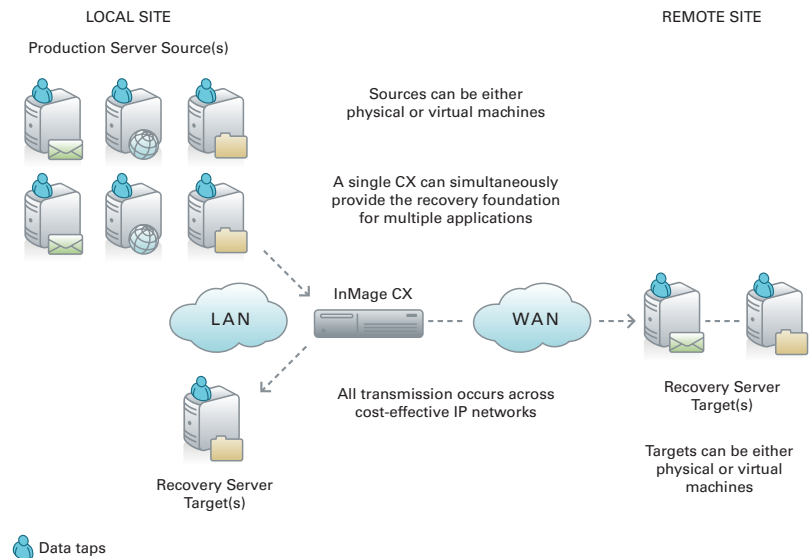 LOCAL SITE
REMOTE SITE
Production Server Source(s)
Sources can be either
physical or virtual machines
A single CX can simultaneously
provide the recovery foundation
for multiple applications
InMage CX
LAN
WAN
All transmission occurs across
cost-effective IP networks
Recovery Server
Target(s)
Recovery Server
Target(s)
Targets can be either
physical or virtual
machines
Data taps